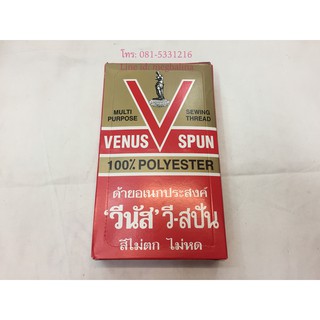 โทร: 081-5331216
MULTI
PURPOSE
SEWING
THREAD
V
VENUS SPUN
100% POLYESTER
ด้ายอเนกประสงค์
'วีนัส' วี-สปัน
สีไม่ตก ไม่หด